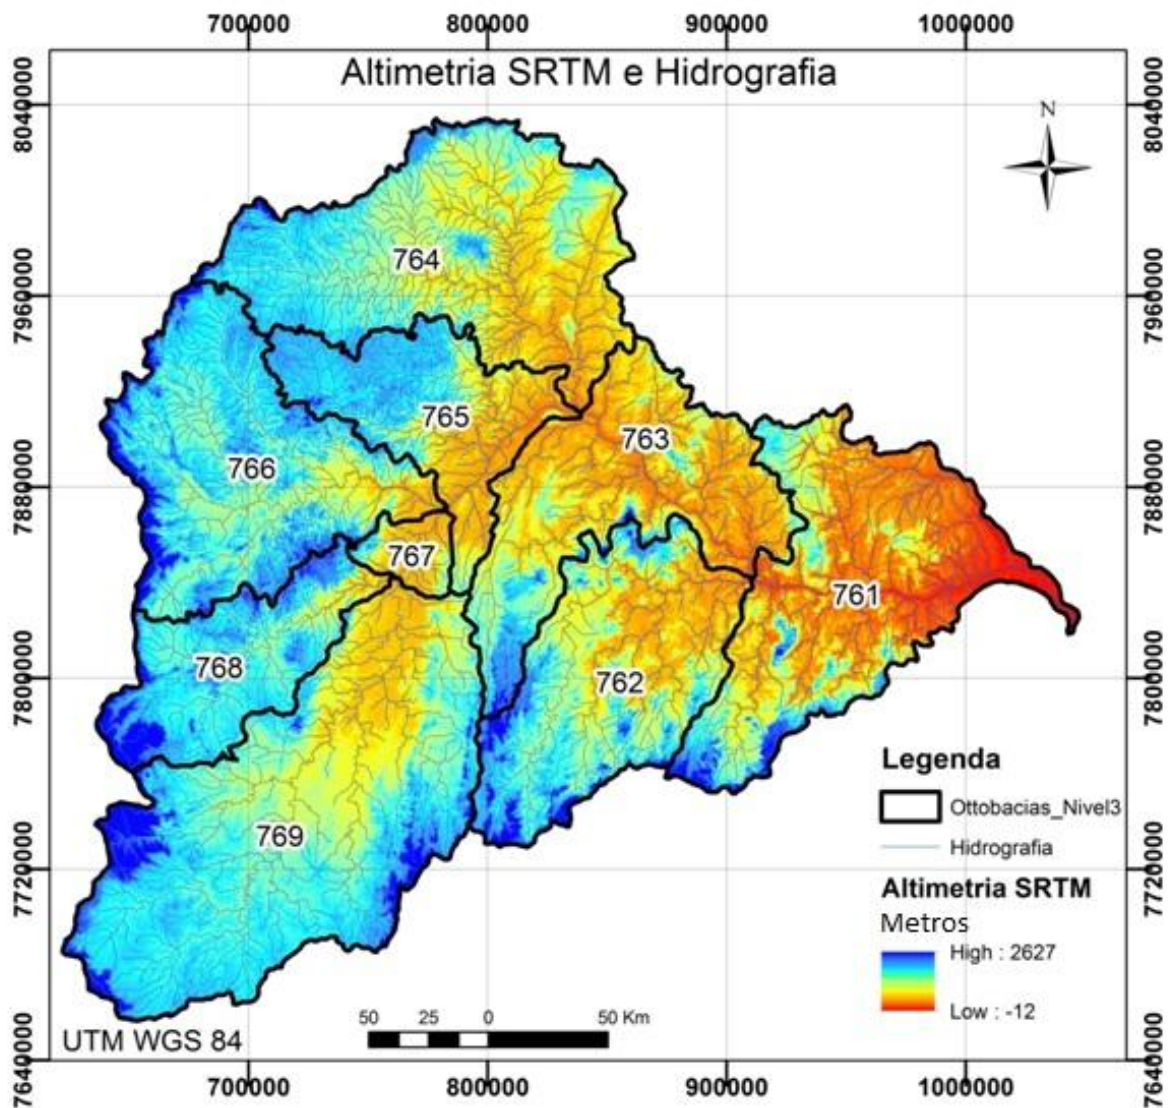 700000 800000 900000 1000000
Altimetria SRTM e Hidrografia
8040000 8040000
N
764
7960000 7960000
765
763
766
7880000 7880000
767
761
768
762
7800000 7800000
Legenda
Ottobacias_Nivel3
769
Hidrografia
7720000 7720000
Altimetria SRTM
Metros
High : 2627
Low : -12
50 25 0 50 Km
UTM WGS 84
7640000 7640000
700000 800000 900000 1000000